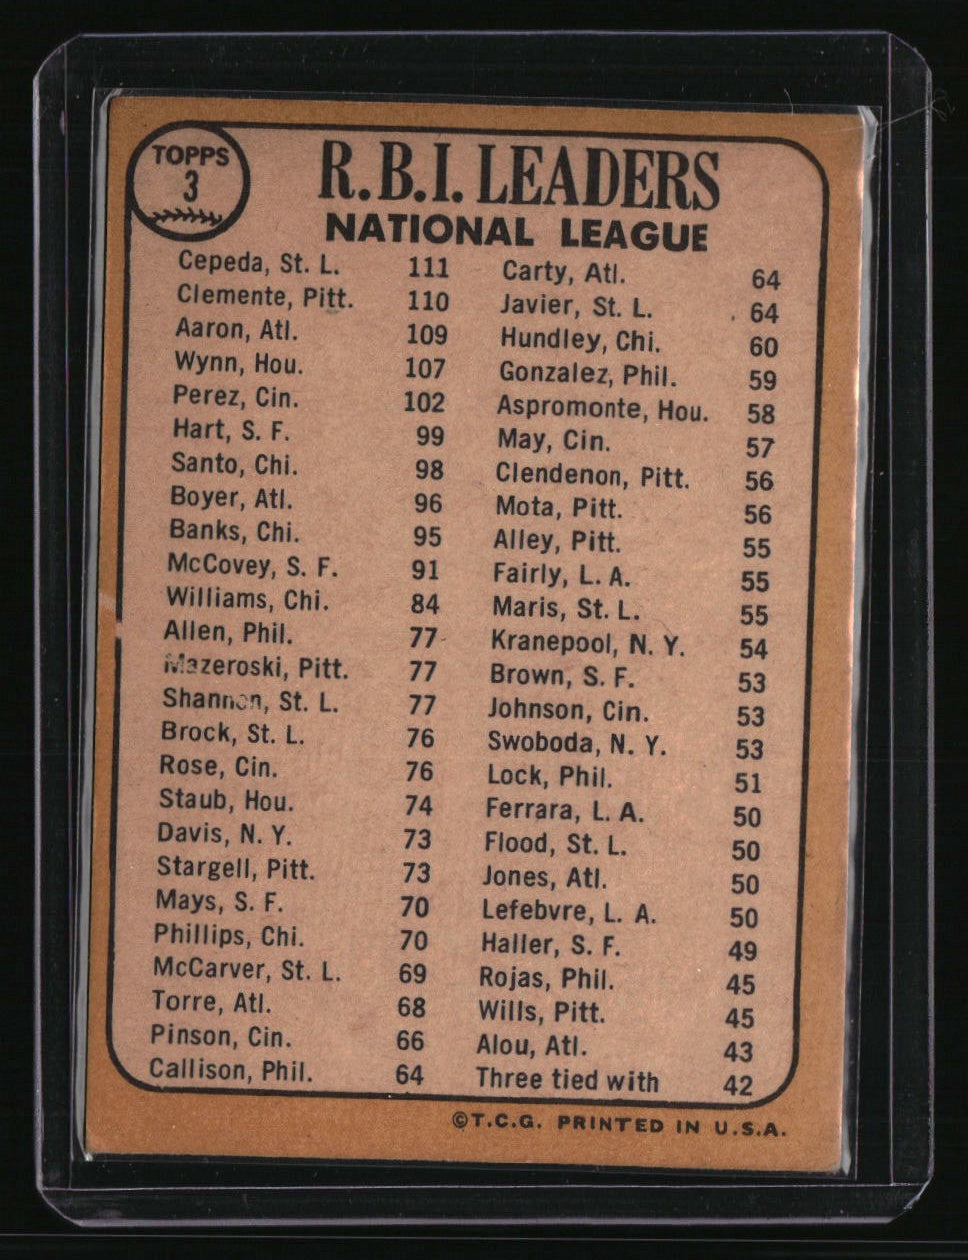 TOPPS
3
R.B.I. LEADERS
NATIONAL LEAGUE
Cepeda, St. L. 111
Clemente, Pitt. 110
Aaron, Atl. 109
Wynn, Hou. 107
Perez, Cin. 102
Hart, S. F. 99
Santo, Chi. 98
Boyer, Atl. 96
Banks, Chi. 95
McCovey, S. F. 91
Williams, Chi. 84
Allen, Phil. 77
Mazeroski, Pitt. 77
Shannon, St. L. 77
Brock, St. L. 76
Rose, Cin. 76
Staub, Hou. 74
Davis, N. Y. 73
Stargell, Pitt. 73
Mays, S. F. 70
Phillips, Chi. 70
McCarver, St. L. 69
Torre, Atl. 68
Pinson, Cin. 66
Callison, Phil. 64
Carty, Atl. 64
Javier, St. L. 64
Hundley, Chi. 60
Gonzalez, Phil. 59
Aspromonte, Hou. 58
May, Cin. 57
Clendenon, Pitt. 56
Mota, Pitt. 56
Alley, Pitt. 55
Fairly, L. A. 55
Maris, St. L. 55
Kranepool, N. Y. 54
Brown, S. F. 53
Johnson, Cin. 53
Swoboda, N. Y. 53
Lock, Phil. 51
Ferrara, L. A. 50
Flood, St. L. 50
Jones, Atl. 50
Lefebvre, L. A. 50
Haller, S. F. 49
Rojas, Phil. 45
Wills, Pitt. 45
Alou, Atl. 43
Three tied with 42
©T.C.G. PRINTED IN U.S.A.